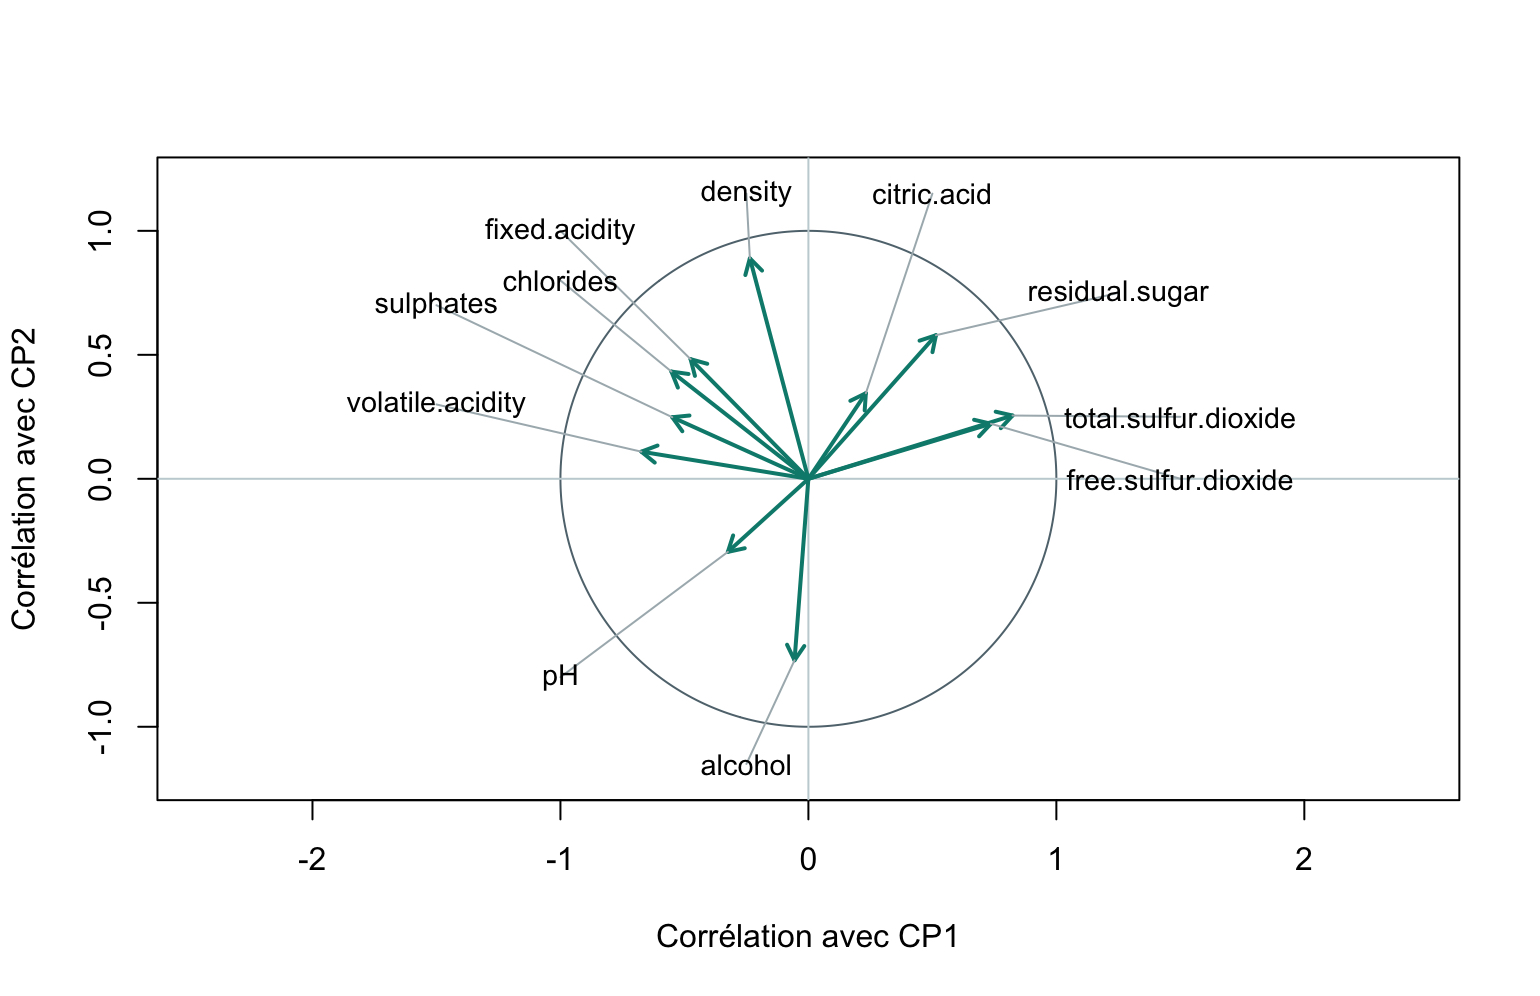 density
citric.acid
fixed.acidity
chlorides
residual.sugar
sulphates
volatile.acidity
total.sulfur.dioxide
free.sulfur.dioxide
pH
alcohol
1.0
0.5
0.0
-0.5
-1.0
Corrélation avec CP2
-2
-1
0
1
2
Corrélation avec CP1